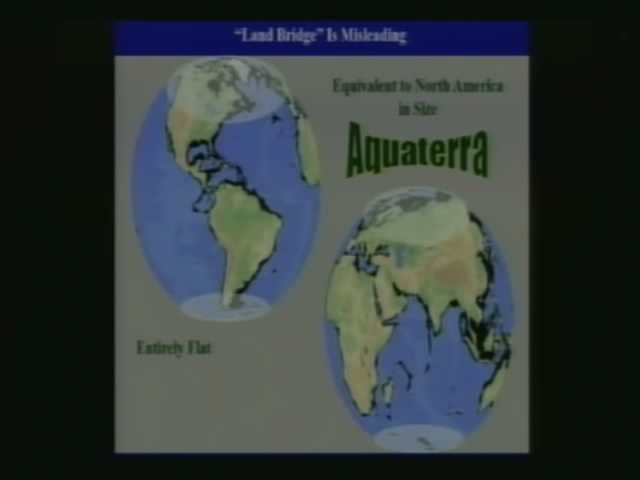 "Land Bridge" Is Misleading
Equivalent to North America
in Size
Aquaterra
Entirely Flat